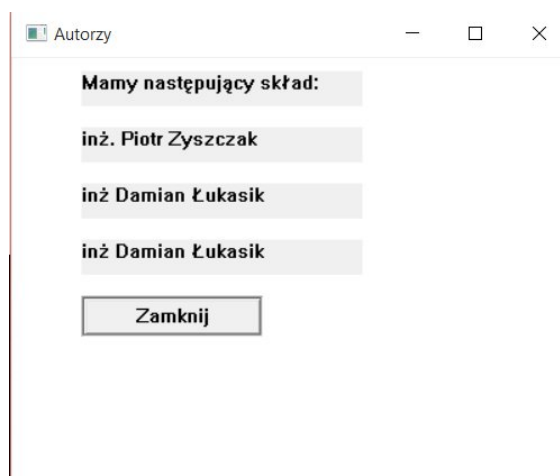 Autorzy
Mamy następujący skład:
inż. Piotr Zyszczak
inż Damian Łukasik
inż Damian Łukasik
Zamknij